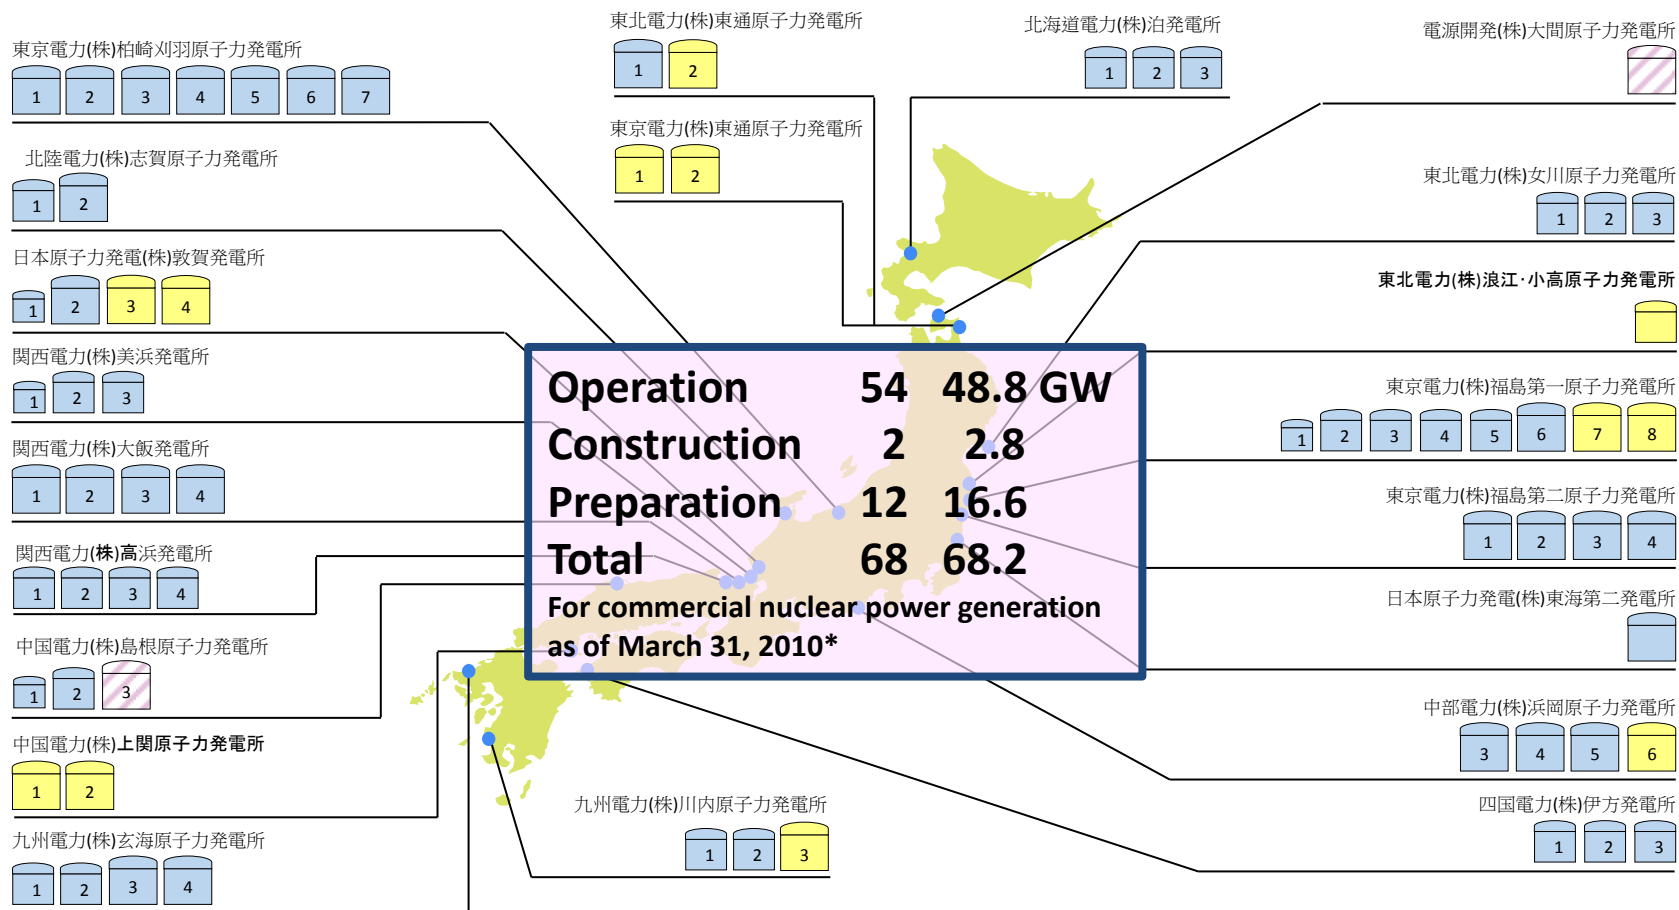 東京電力(株)柏崎刈羽原子力発電所
1 2 3 4 5 6 7
北陸電力(株)志賀原子力発電所
1 2
日本原子力発電(株)敦賀発電所
1 2 3 4
関西電力(株)美浜発電所
1 2 3
関西電力(株)大飯発電所
1 2 3 4
関西電力(株)高浜発電所
1 2 3 4
中国電力(株)島根原子力発電所
1 2 3
中国電力(株)上関原子力発電所
1 2
九州電力(株)玄海原子力発電所
1 2 3 4
東北電力(株)東通原子力発電所
1 2
東京電力(株)東通原子力発電所
1 2
北海道電力(株)泊発電所
1 2 3
Operation 54 48.8 GW
Construction 2 2.8
Preparation 12 16.6
Total 68 68.2
For commercial nuclear power generation
as of March 31, 2010*
九州電力(株)川内原子力発電所
1 2 3
電源開発(株)大間原子力発電所
東北電力(株)女川原子力発電所
1 2 3
東北電力(株)浪江･小高原子力発電所
東京電力(株)福島第一原子力発電所
1 2 3 4 5 6 7 8
東京電力(株)福島第二原子力発電所
1 2 3 4
日本原子力発電(株)東海第二発電所
中部電力(株)浜岡原子力発電所
3 4 5 6
四国電力(株)伊方発電所
1 2 3